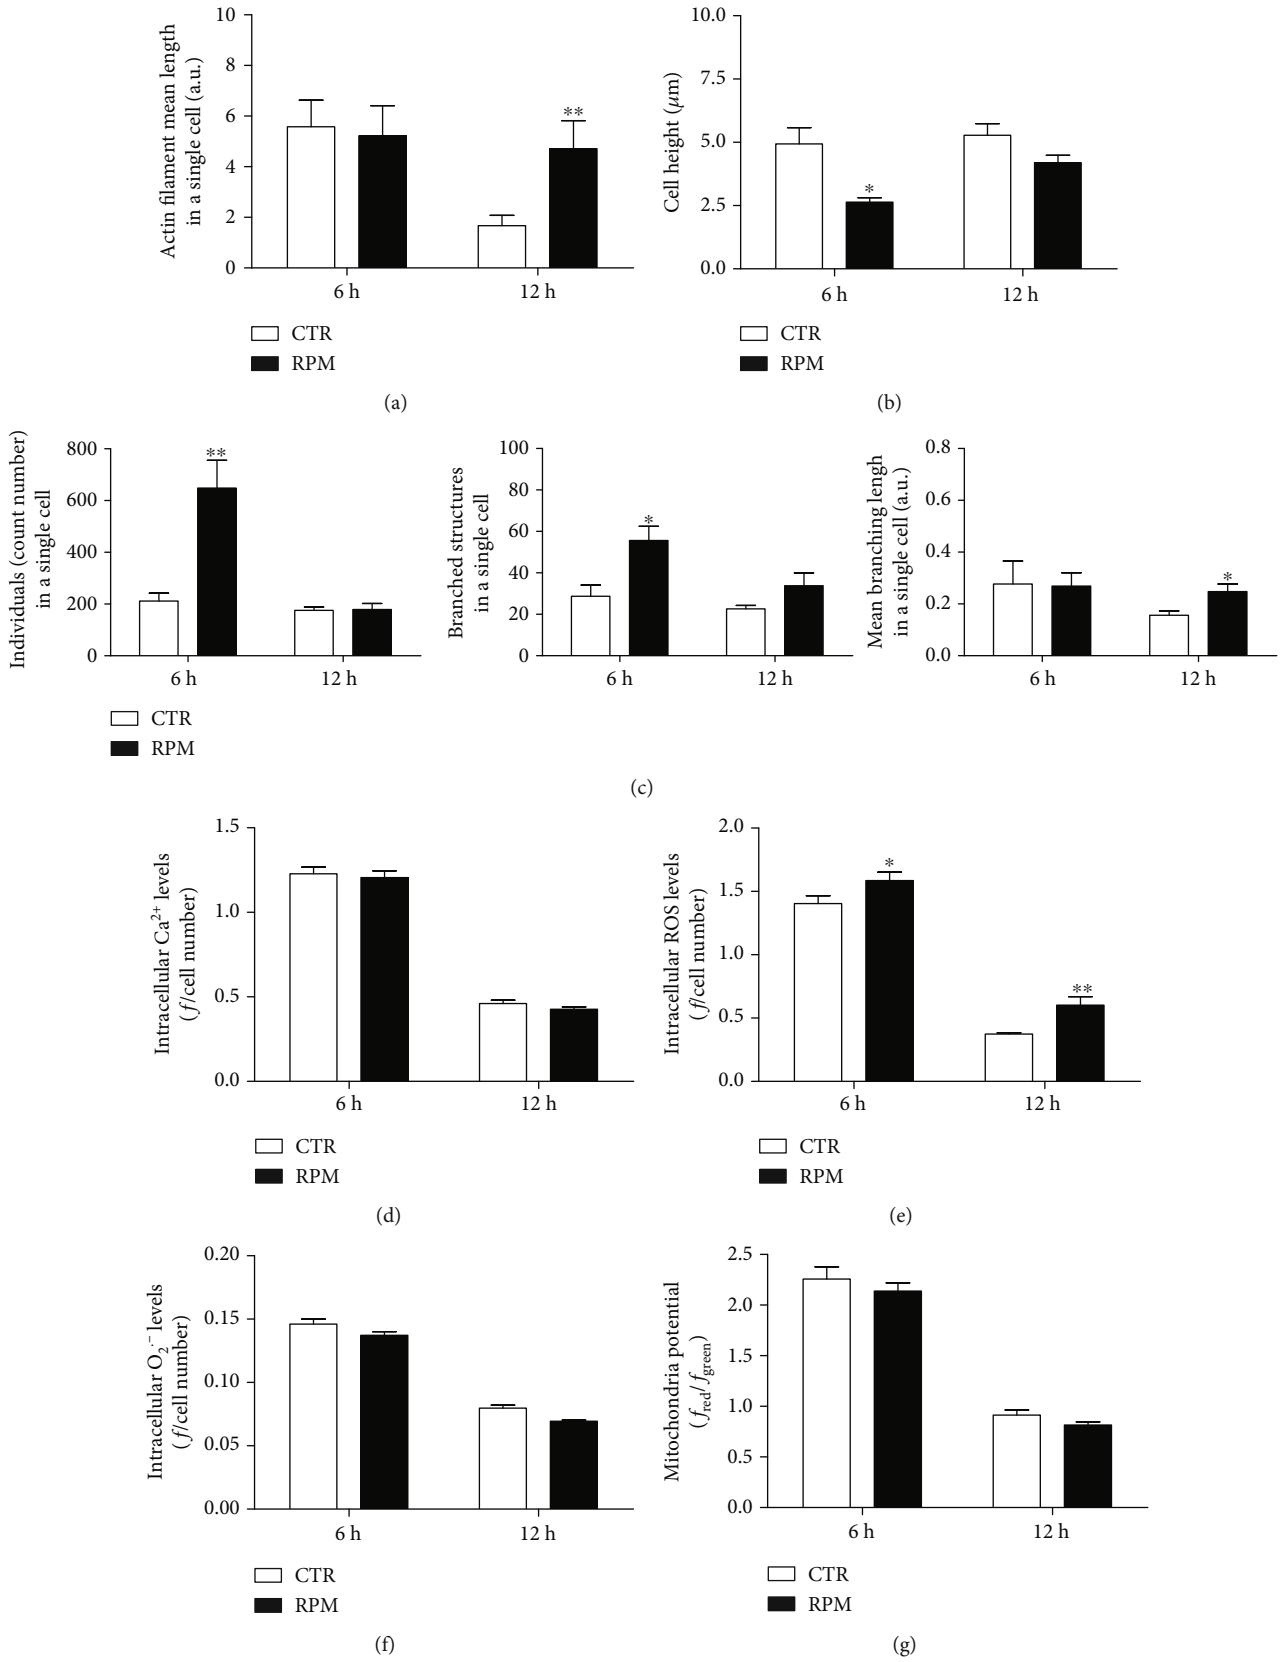 Actin filament mean length
in a single cell (a.u.)
10
8
6
4
2
0
**
6 h
12 h
CTR
RPM
(a)
Cell height (μm)
10.0
7.5
5.0
2.5
0.0
*
6 h
12 h
CTR
RPM
(b)
Individuals (count number)
in a single cell
800
600
400
200
0
**
6 h
12 h
CTR
RPM
Branched structures
in a single cell
100
80
60
40
20
0
*
6 h
12 h
Mean branching lengh
in a single cell (a.u.)
0.8
0.6
0.4
0.2
0.0
*
6 h
12 h
(c)
Intracellular Ca²⁺ levels
(f/cell number)
1.5
1.0
0.5
0.0
6 h
12 h
CTR
RPM
(d)
Intracellular ROS levels
(f/cell number)
2.0
1.5
1.0
0.5
0.0
*
**
6 h
12 h
CTR
RPM
(e)
Intracellular O₂·⁻ levels
(f/cell number)
0.20
0.15
0.10
0.05
0.00
6 h
12 h
CTR
RPM
(f)
Mitochondria potential
(f red/f green)
2.5
2.0
1.5
1.0
0.5
0.0
6 h
12 h
CTR
RPM
(g)